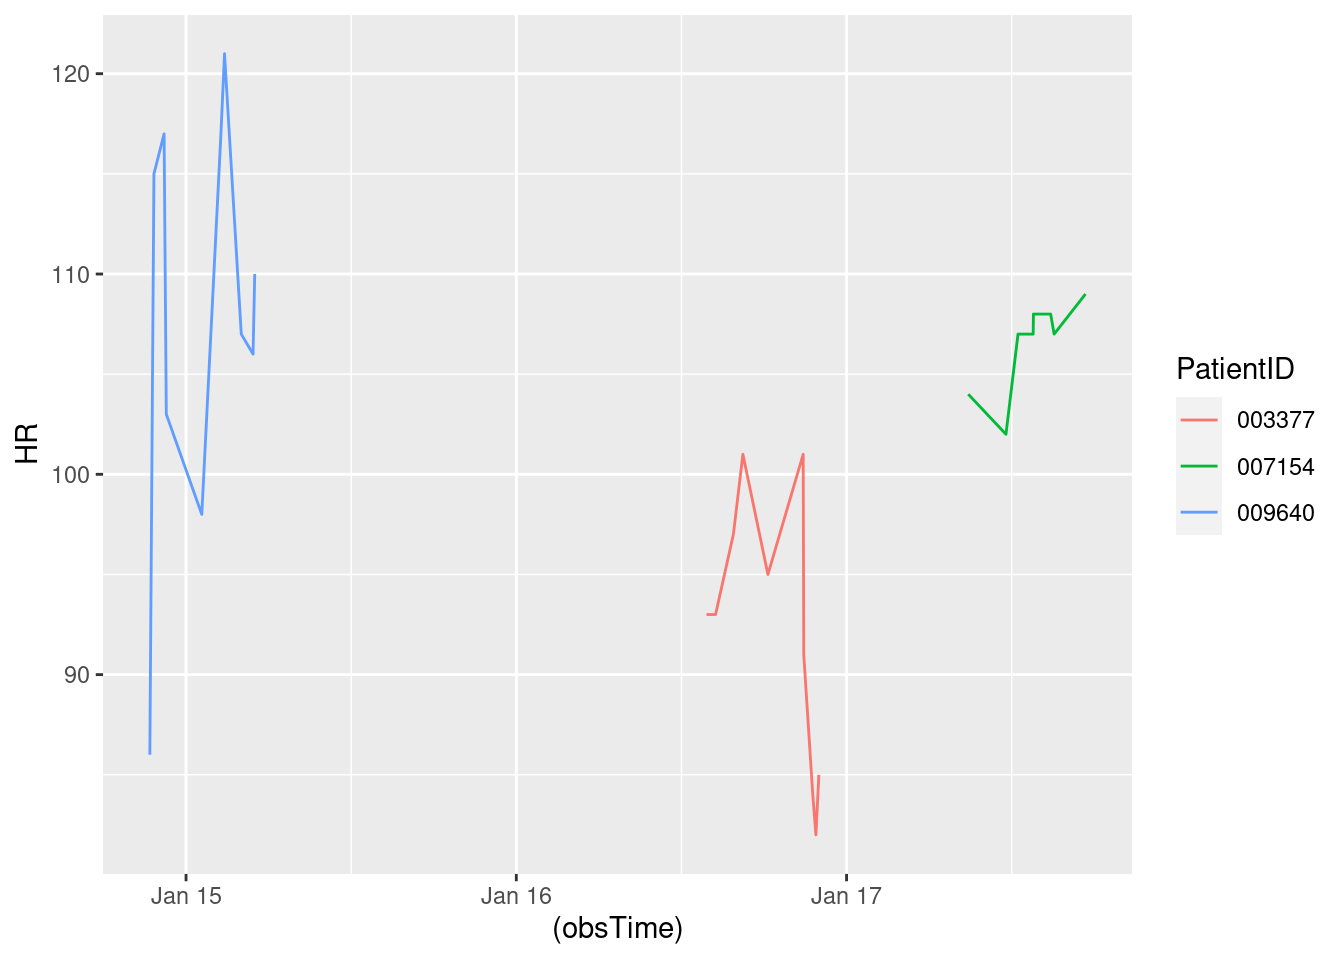 120
110
100
90
HR
Jan 15
Jan 16
Jan 17
(obsTime)
PatientID
003377
007154
009640